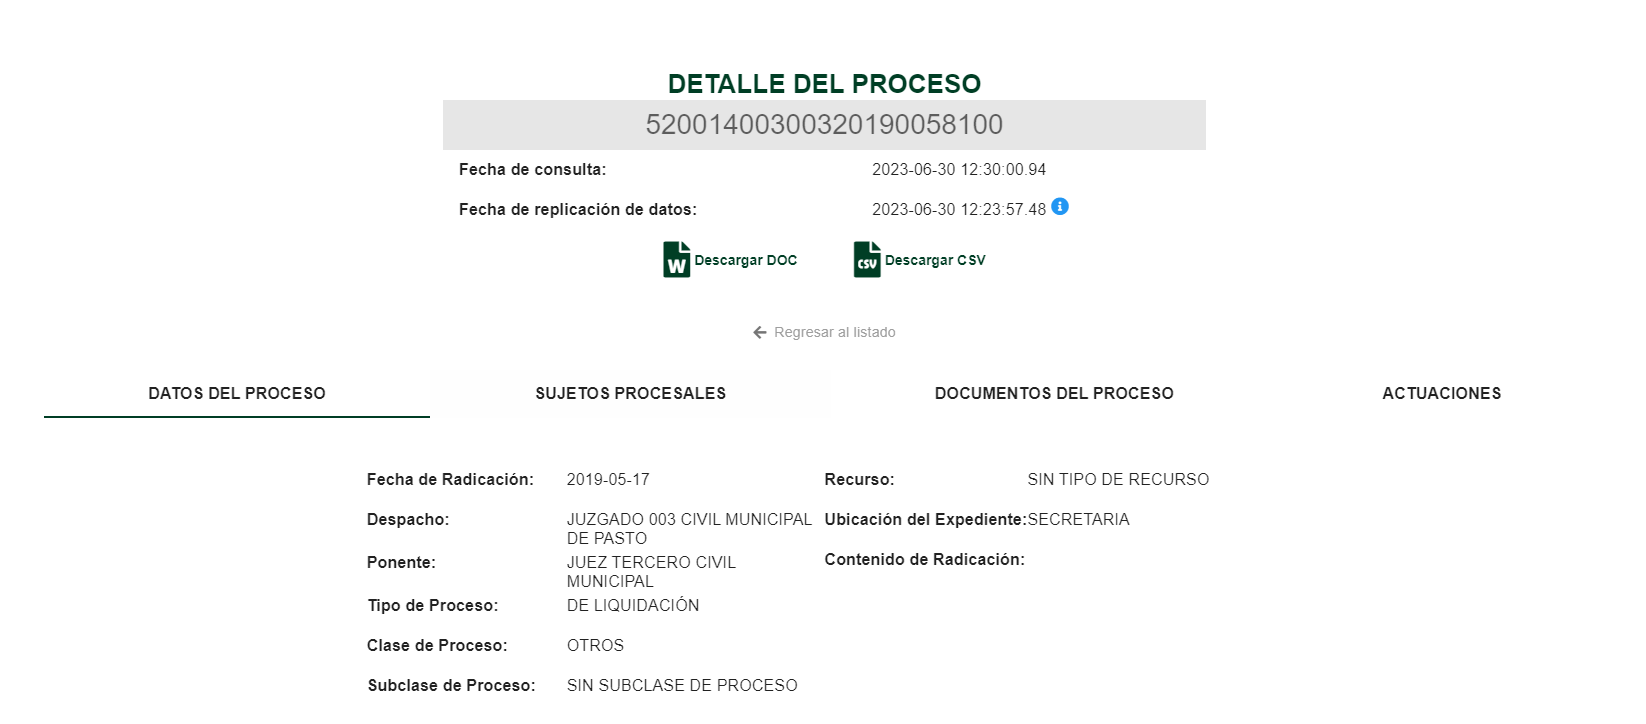 DETALLE DEL PROCESO
52001400300320190058100
Fecha de consulta: 2023-06-30 12:30:00.94
Fecha de replicación de datos: 2023-06-30 12:23:57.48
Descargar DOC Descargar CSV
Regresar al listado
DATOS DEL PROCESO SUJETOS PROCESALES DOCUMENTOS DEL PROCESO ACTUACIONES
Fecha de Radicación: 2019-05-17 Recurso: SIN TIPO DE RECURSO
Despacho: JUZGADO 003 CIVIL MUNICIPAL Ubicación del Expediente: SECRETARIA
DE PASTO
Contenido de Radicación:
Ponente: JUEZ TERCERO CIVIL
MUNICIPAL
Tipo de Proceso: DE LIQUIDACIÓN
Clase de Proceso: OTROS
Subclase de Proceso: SIN SUBCLASE DE PROCESO